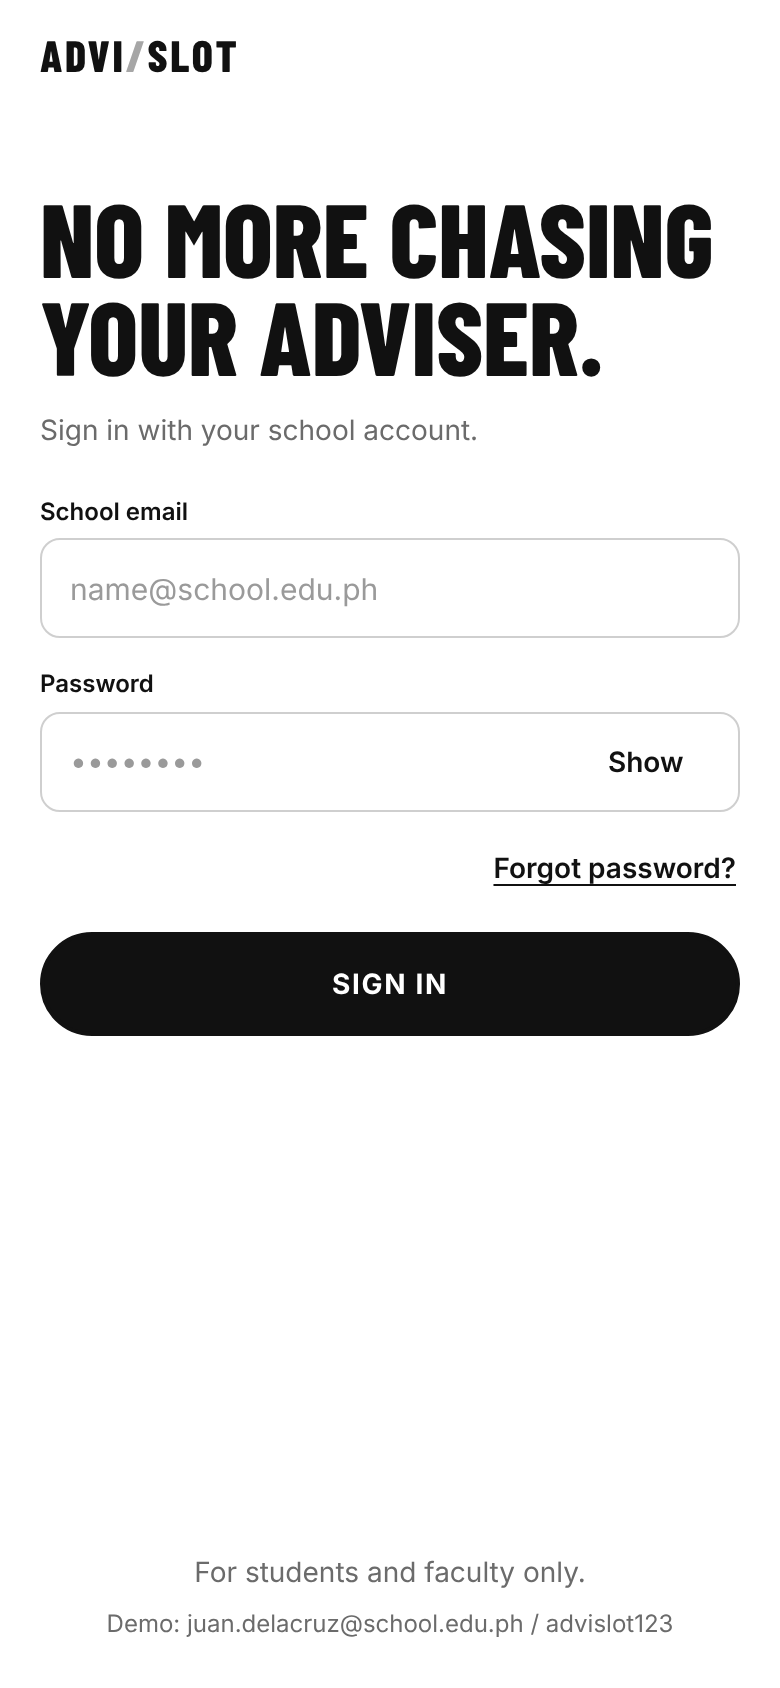 ADVI/SLOT
NO MORE CHASING
YOUR ADVISER.
Sign in with your school account.
School email
name@school.edu.ph
Password
••••••••
Show
Forgot password?
SIGN IN
For students and faculty only.
Demo: juan.delacruz@school.edu.ph / advislot123